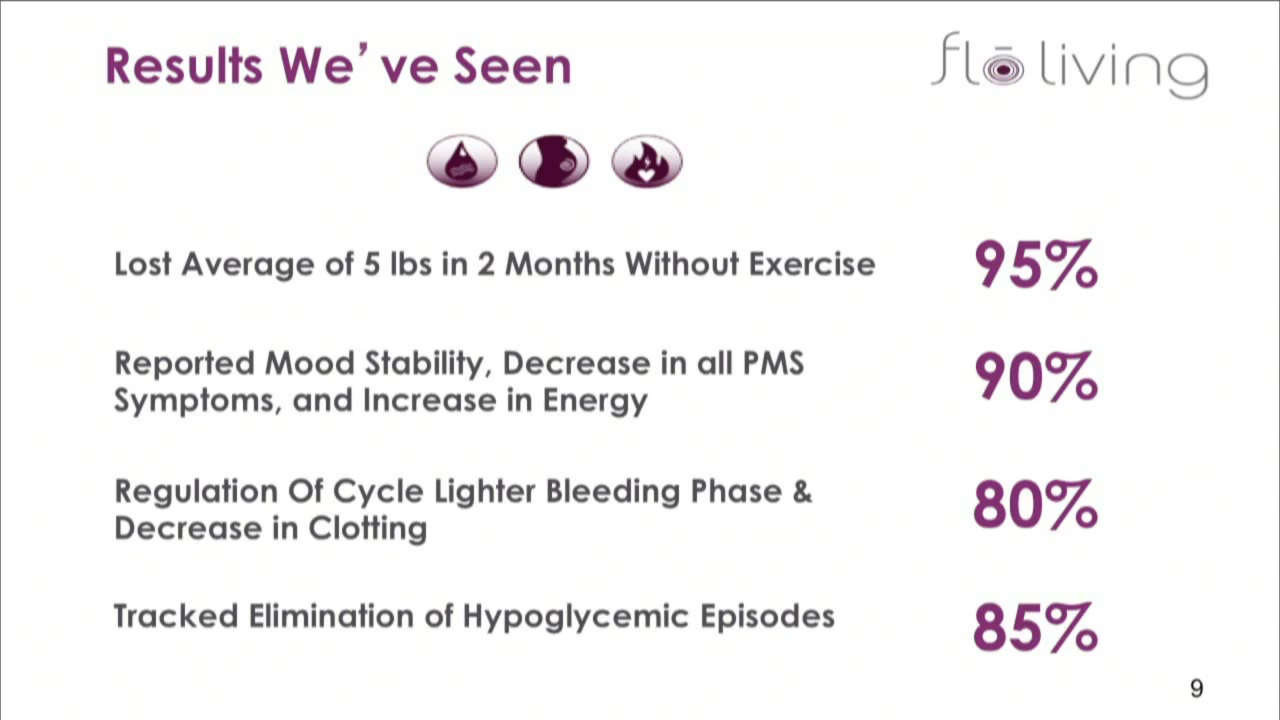 Results We’ ve Seen
flō living
Lost Average of 5 lbs in 2 Months Without Exercise
95%
Reported Mood Stability, Decrease in all PMS
Symptoms, and Increase in Energy
90%
Regulation Of Cycle Lighter Bleeding Phase &
Decrease in Clotting
80%
Tracked Elimination of Hypoglycemic Episodes
85%
9